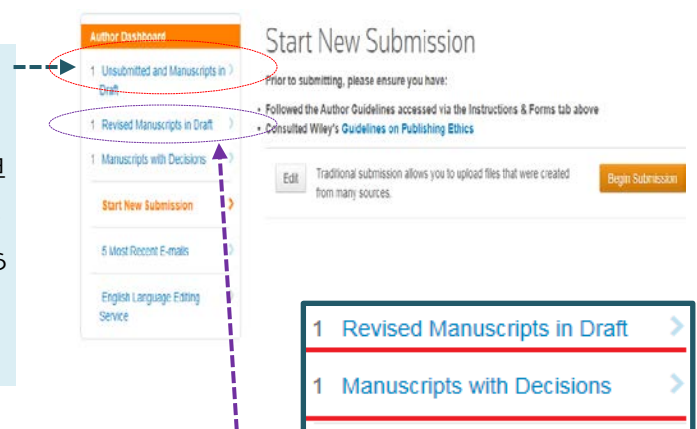 Author Dashboard
1 Unsubmitted and Manuscripts in
Draft
1 Revised Manuscripts in Draft
1 Manuscripts with Decisions
Start New Submission
5 Most Recent E-mails
English Language Editing
Service
Start New Submission
Prior to submitting, please ensure you have:
Followed the Author Guidelines accessed via the Instructions & Forms tab above
Consulted Wiley's Guidelines on Publishing Ethics
Edit
Traditional submission allows you to upload files that were created
from many sources.
Begin Submission
1 Revised Manuscripts in Draft
1 Manuscripts with Decisions